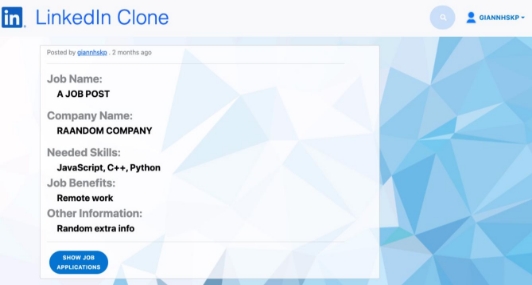 in LinkedIn Clone
GIANNHSKP
Posted by giannhskp , 2 months ago
Job Name:
A JOB POST
Company Name:
RAANDOM COMPANY
Needed Skills:
JavaScript, C++, Python
Job Benefits:
Remote work
Other Information:
Random extra info
SHOW JOB
APPLICATIONS